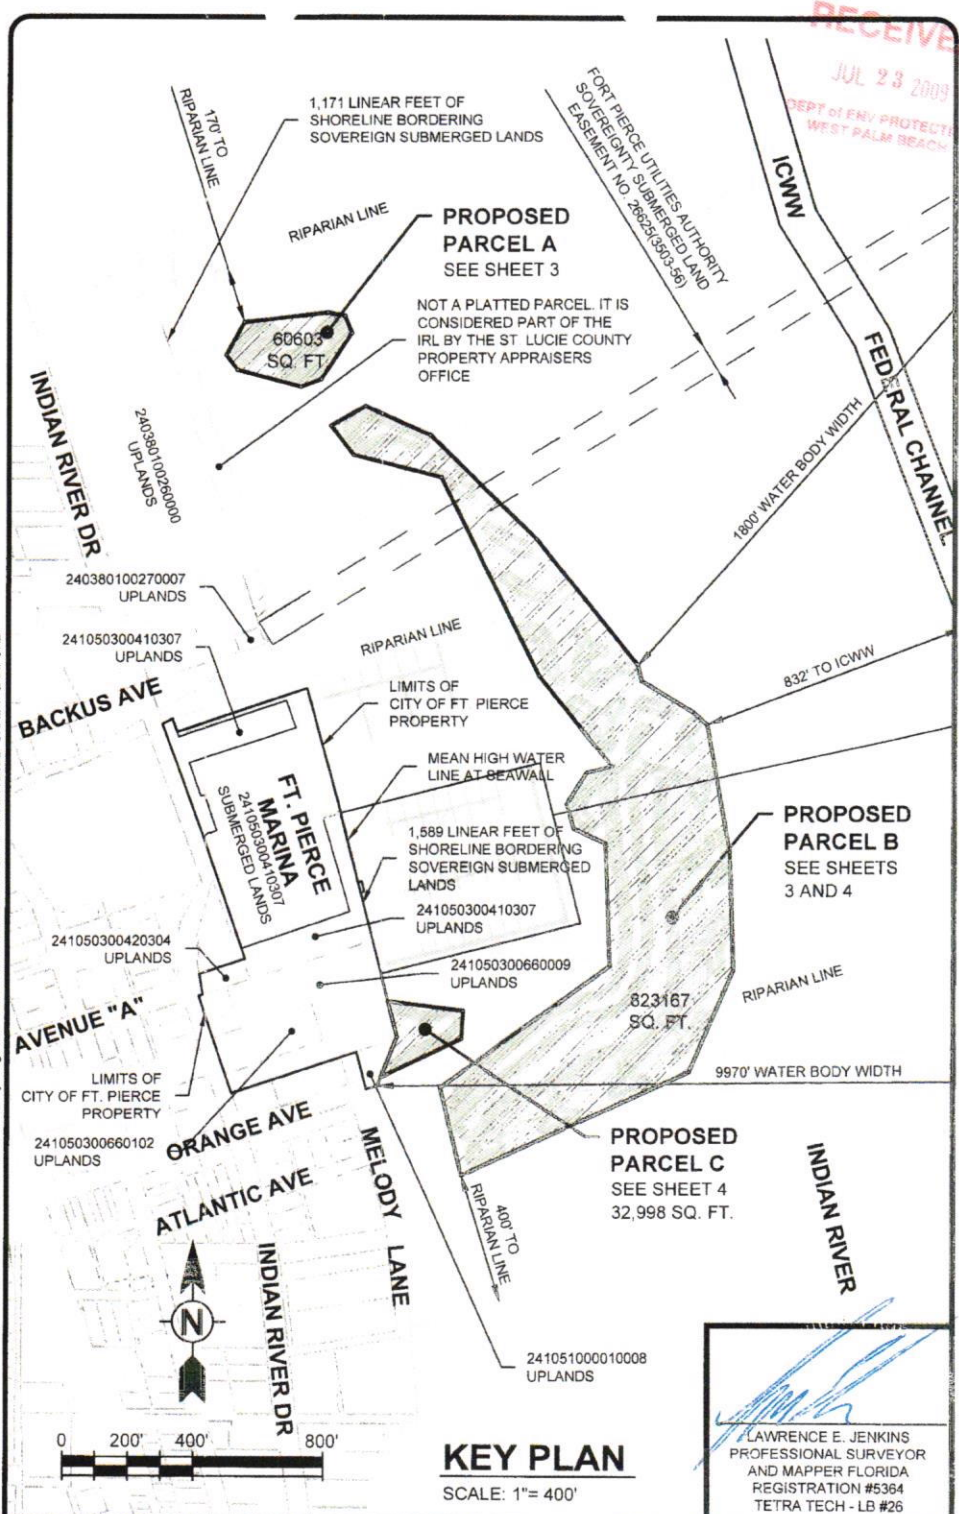 RECEIVE
JUL 23 2009
DEPT of ENV PROTECTI
WEST PALM BEACH
170' TO
RIPARIAN LINE
1,171 LINEAR FEET OF
SHORELINE BORDERING
SOVEREIGN SUBMERGED LANDS
FORT PIERCE UTILITIES AUTHORITY
SOVEREIGNTY SUBMERGED LAND
EASEMENT NO. 26625(3503-56)
ICWW
FEDERAL CHANNEL
RIPARIAN LINE
PROPOSED
PARCEL A
SEE SHEET 3
60603
SQ. FT.
NOT A PLATTED PARCEL. IT IS
CONSIDERED PART OF THE
IRL BY THE ST. LUCIE COUNTY
PROPERTY APPRAISERS
OFFICE
INDIAN RIVER DR
240380100260000
UPLANDS
1800' WATER BODY WIDTH
240380100270007
UPLANDS
241050300410307
UPLANDS
RIPARIAN LINE
832' TO ICWW
BACKUS AVE
LIMITS OF
CITY OF FT. PIERCE
PROPERTY
MEAN HIGH WATER
LINE AT SEAWALL
FT. PIERCE
MARINA
241050300410307
SUBMERGED LANDS
1,589 LINEAR FEET OF
SHORELINE BORDERING
SOVEREIGN SUBMERGED
LANDS
PROPOSED
PARCEL B
SEE SHEETS
3 AND 4
241050300410307
UPLANDS
241050300420304
UPLANDS
241050300660009
UPLANDS
RIPARIAN LINE
823167
SQ. FT.
AVENUE "A"
9970' WATER BODY WIDTH
LIMITS OF
CITY OF FT. PIERCE
PROPERTY
241050300660102
UPLANDS
ORANGE AVE
ATLANTIC AVE
MELODY LANE
PROPOSED
PARCEL C
SEE SHEET 4
32,998 SQ. FT.
400' TO
RIPARIAN LINE
INDIAN RIVER
INDIAN RIVER DR
N
241051000010008
UPLANDS
0 200' 400' 800'
KEY PLAN
SCALE: 1"= 400'
LAWRENCE E. JENKINS
PROFESSIONAL SURVEYOR
AND MAPPER FLORIDA
REGISTRATION #5364
TETRA TECH - LB #26